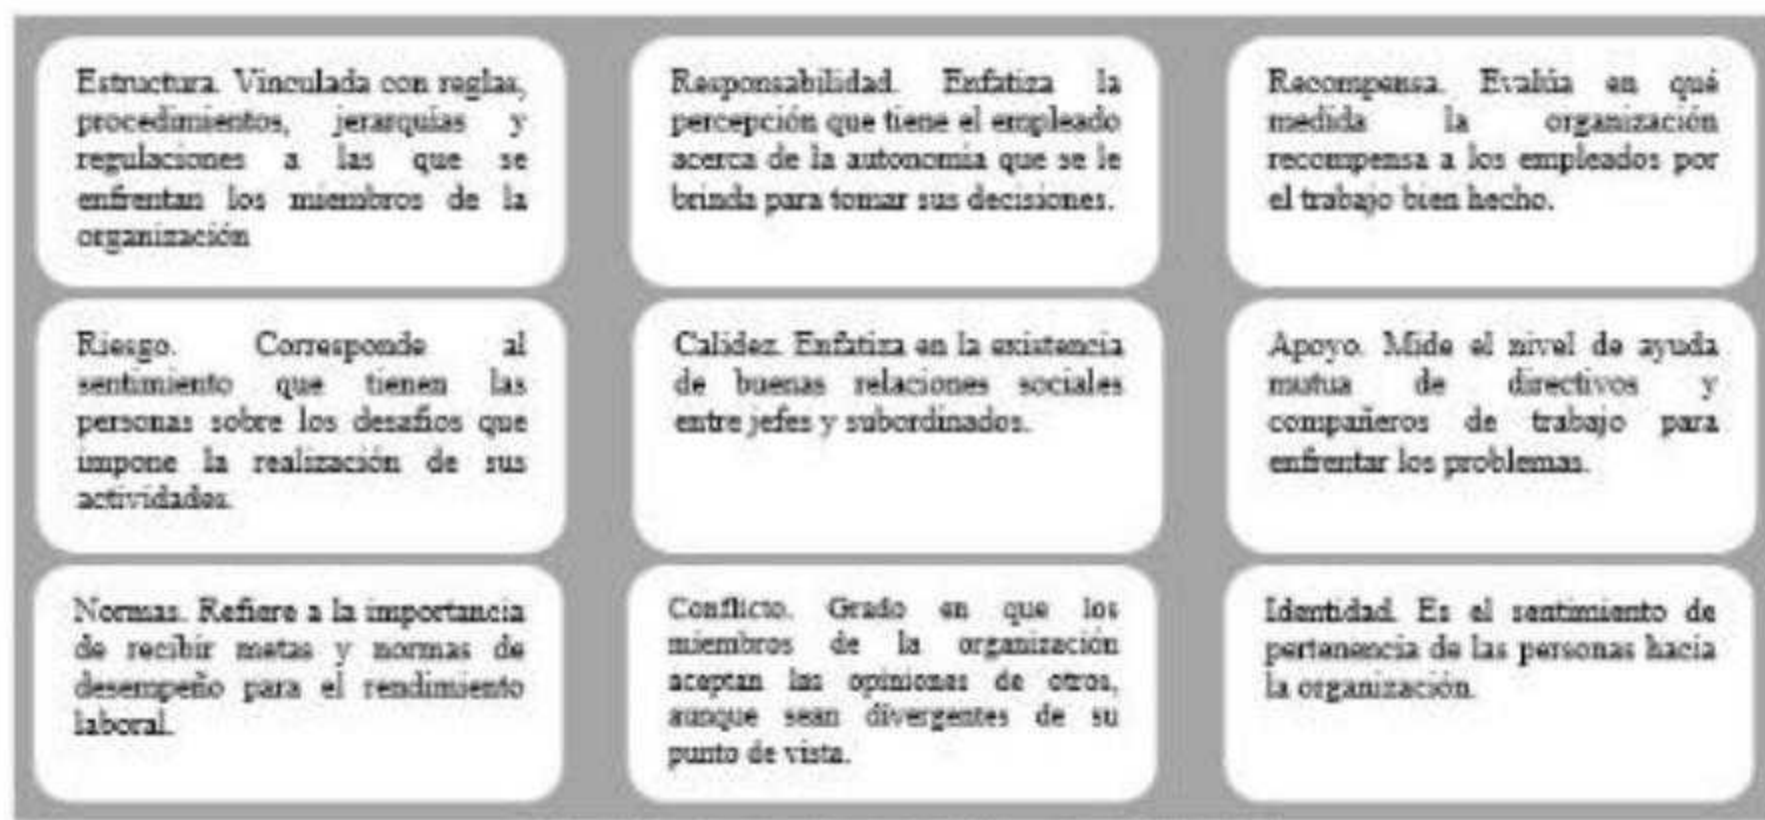 Estructura. Vinculada con reglas,
procedimientos, jerarquías y
regulaciones a las que se
enfrentan los miembros de la
organización
Responsabilidad. Enfatiza la
percepción que tiene el empleado
acerca de la autonomía que se le
brinda para tomar sus decisiones.
Recompensa. Evalúa en qué
medida la organización
recompensa a los empleados por
el trabajo bien hecho.
Riesgo. Corresponde al
sentimiento que tienen las
personas sobre los desafíos que
impone la realización de sus
actividades.
Calidez. Enfatiza en la existencia
de buenas relaciones sociales
entre jefes y subordinados.
Apoyo. Mide el nivel de ayuda
mutua de directivos y
compañeros de trabajo para
enfrentar los problemas.
Normas. Refiere a la importancia
de recibir metas y normas de
desempeño para el rendimiento
laboral.
Conflicto. Grado en que los
miembros de la organización
aceptan las opiniones de otros,
aunque sean divergentes de su
punto de vista.
Identidad. Es el sentimiento de
pertenencia de las personas hacia
la organización.